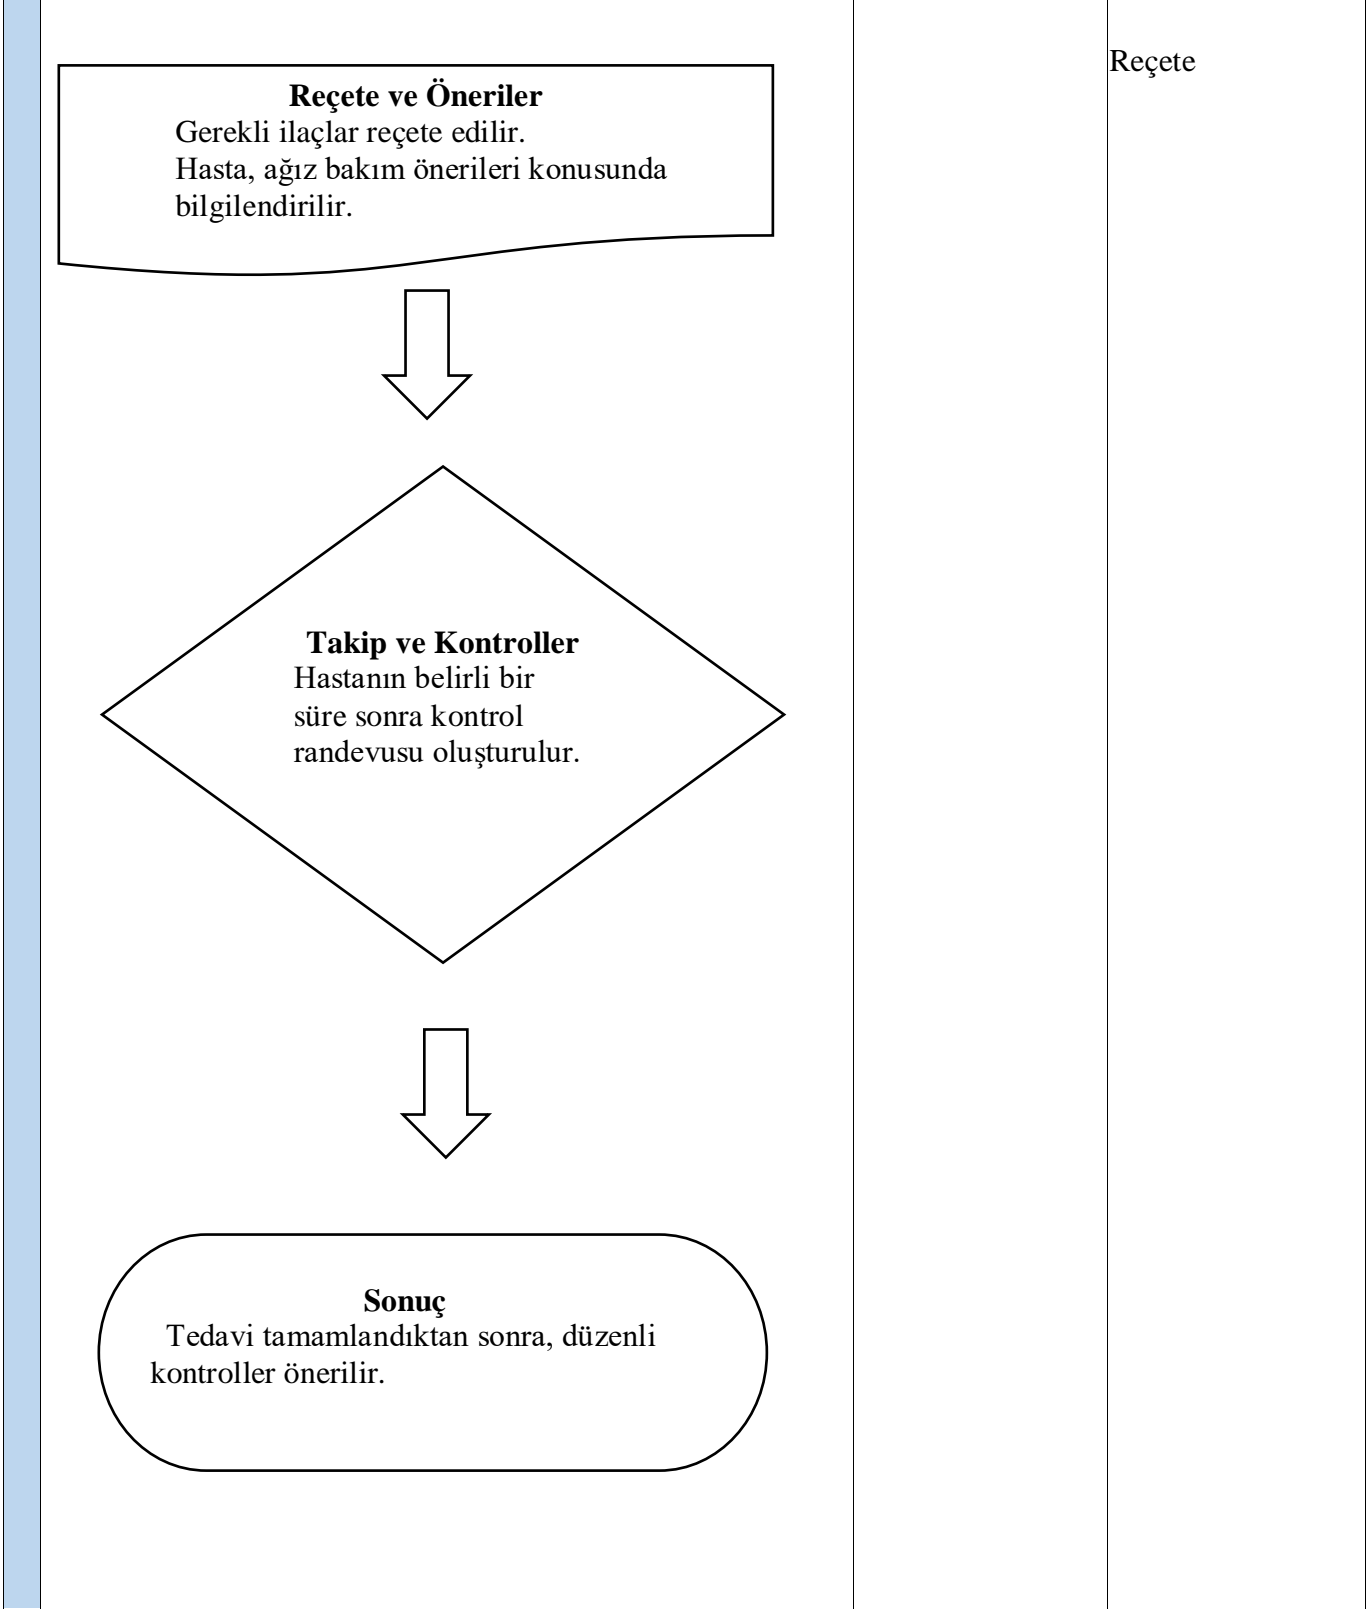 Reçete
Reçete ve Öneriler
Gerekli ilaçlar reçete edilir.
Hasta, ağız bakım önerileri konusunda
bilgilendirilir.
Takip ve Kontroller
Hastanın belirli bir
süre sonra kontrol
randevusu oluşturulur.
Sonuç
Tedavi tamamlandıktan sonra, düzenli
kontroller önerilir.